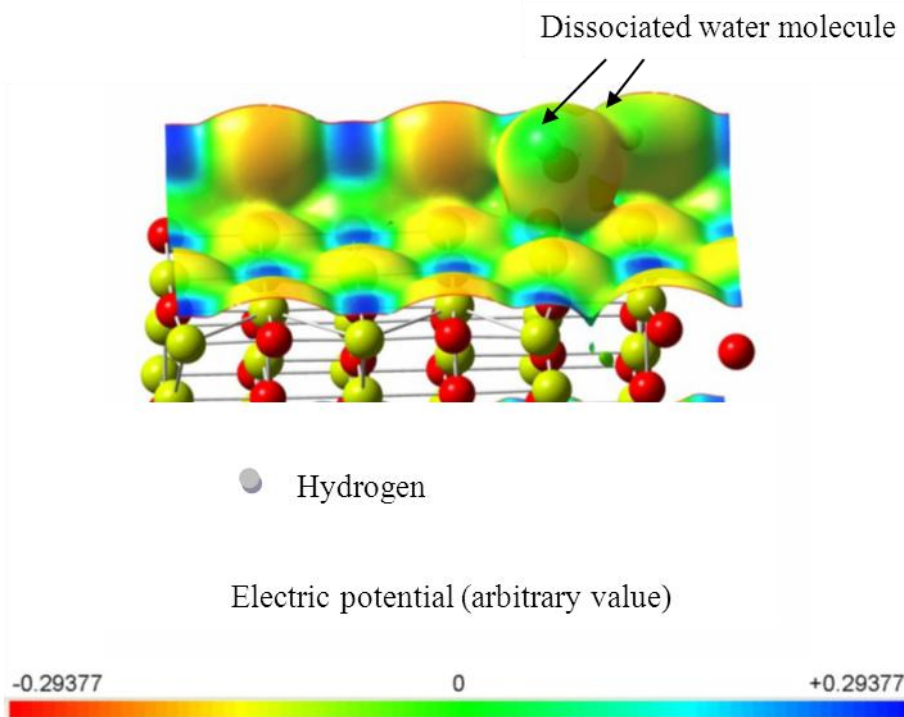 Dissociated water molecule
Hydrogen
Electric potential (arbitrary value)
-0.29377 0 +0.29377